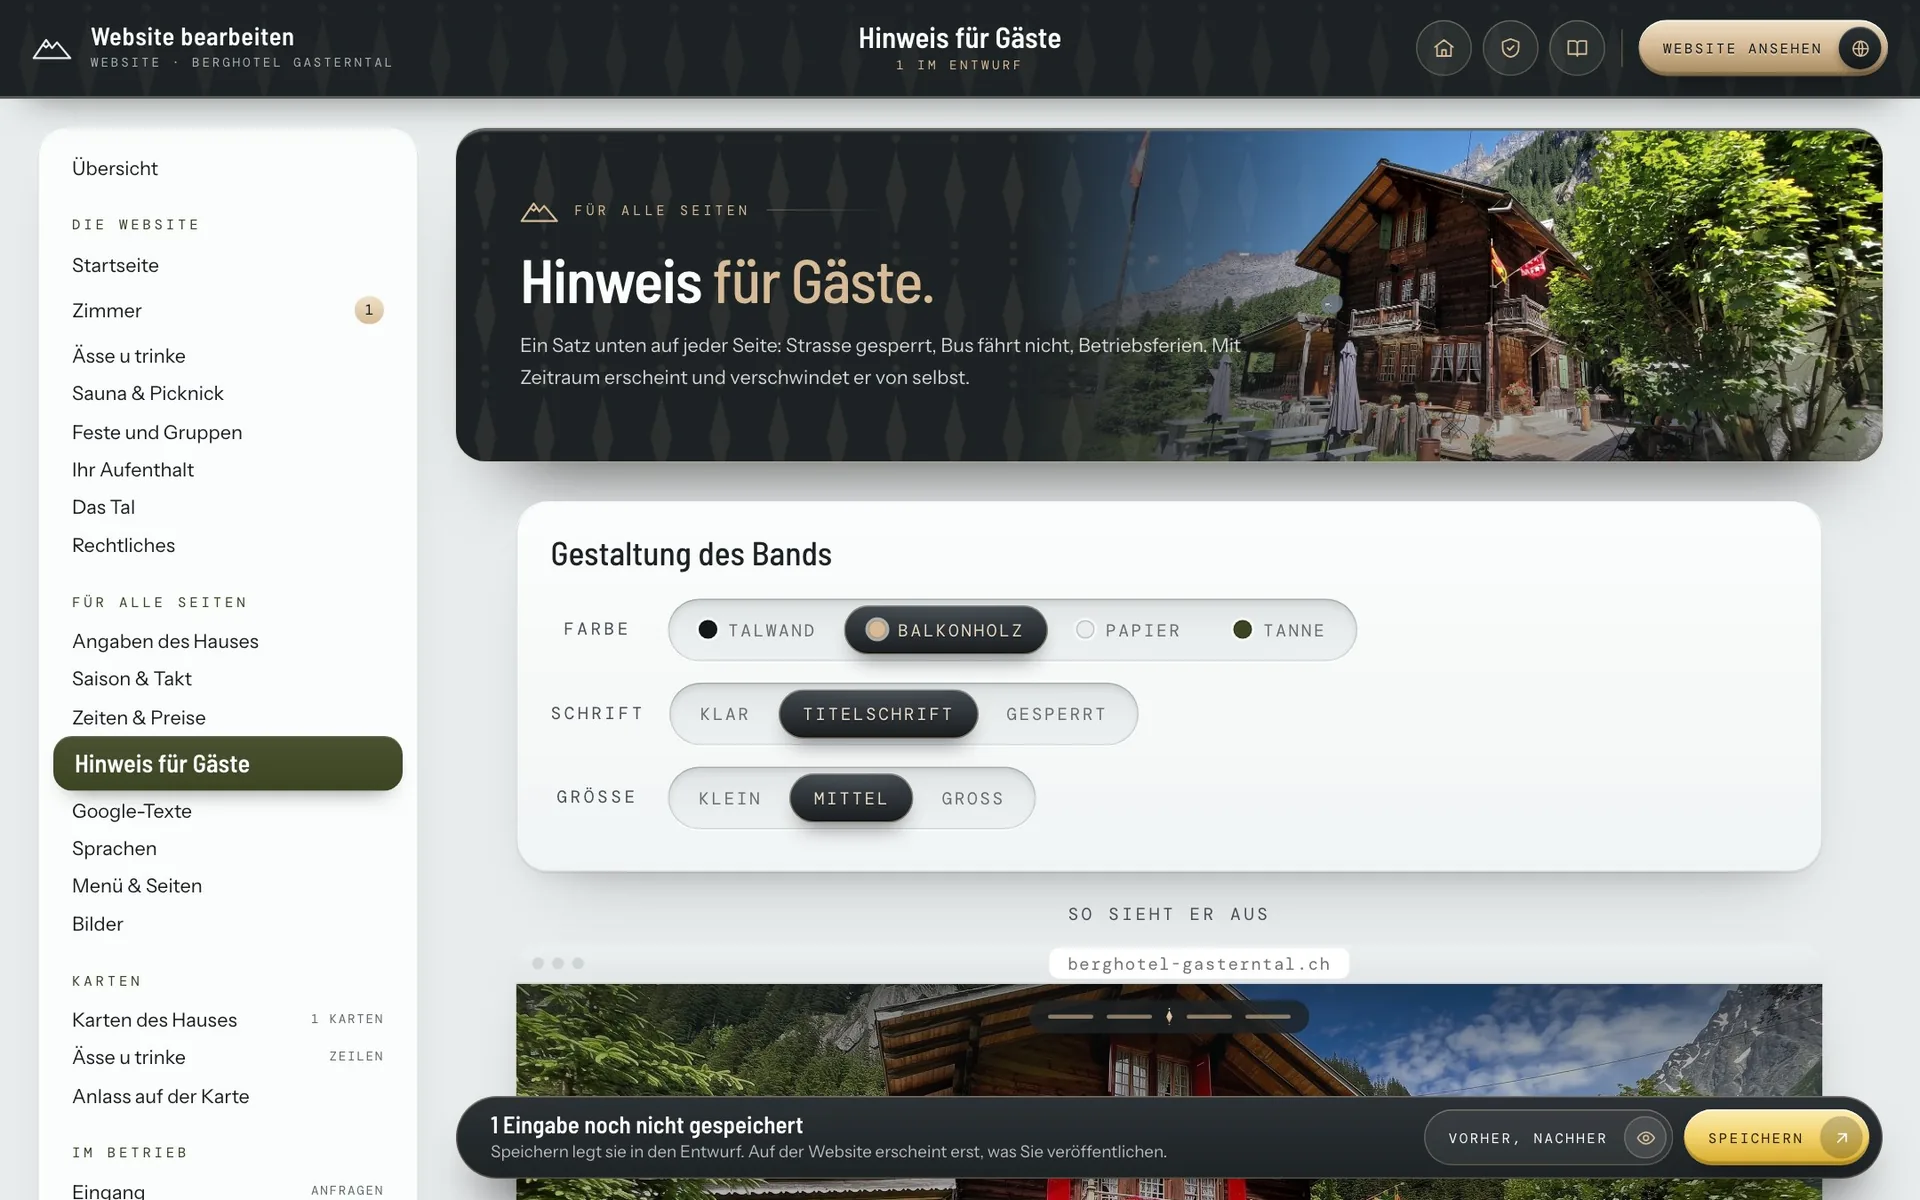 Website bearbeiten
WEBSITE · BERGHOTEL GASTERNTAL
Hinweis für Gäste
1 IM ENTWURF
WEBSITE ANSEHEN
Übersicht
DIE WEBSITE
Startseite
Zimmer 1
Ässe u trinke
Sauna & Picknick
Feste und Gruppen
Ihr Aufenthalt
Das Tal
Rechtliches
FÜR ALLE SEITEN
Angaben des Hauses
Saison & Takt
Zeiten & Preise
Hinweis für Gäste
Google-Texte
Sprachen
Menü & Seiten
Bilder
KARTEN
Karten des Hauses 1 KARTEN
Ässe u trinke ZEILEN
Anlass auf der Karte
IM BETRIEB
Eingang ANFRAGEN
FÜR ALLE SEITEN
Hinweis für Gäste.
Ein Satz unten auf jeder Seite: Strasse gesperrt, Bus fährt nicht, Betriebsferien. Mit
Zeitraum erscheint und verschwindet er von selbst.
Gestaltung des Bands
FARBE TALWAND BALKONHOLZ PAPIER TANNE
SCHRIFT KLAR TITELSCHRIFT GESPERRT
GRÖSSE KLEIN MITTEL GROSS
SO SIEHT ER AUS
berghotel-gasterntal.ch
1 Eingabe noch nicht gespeichert
Speichern legt sie in den Entwurf. Auf der Website erscheint erst, was Sie veröffentlichen.
VORHER, NACHHER
SPEICHERN